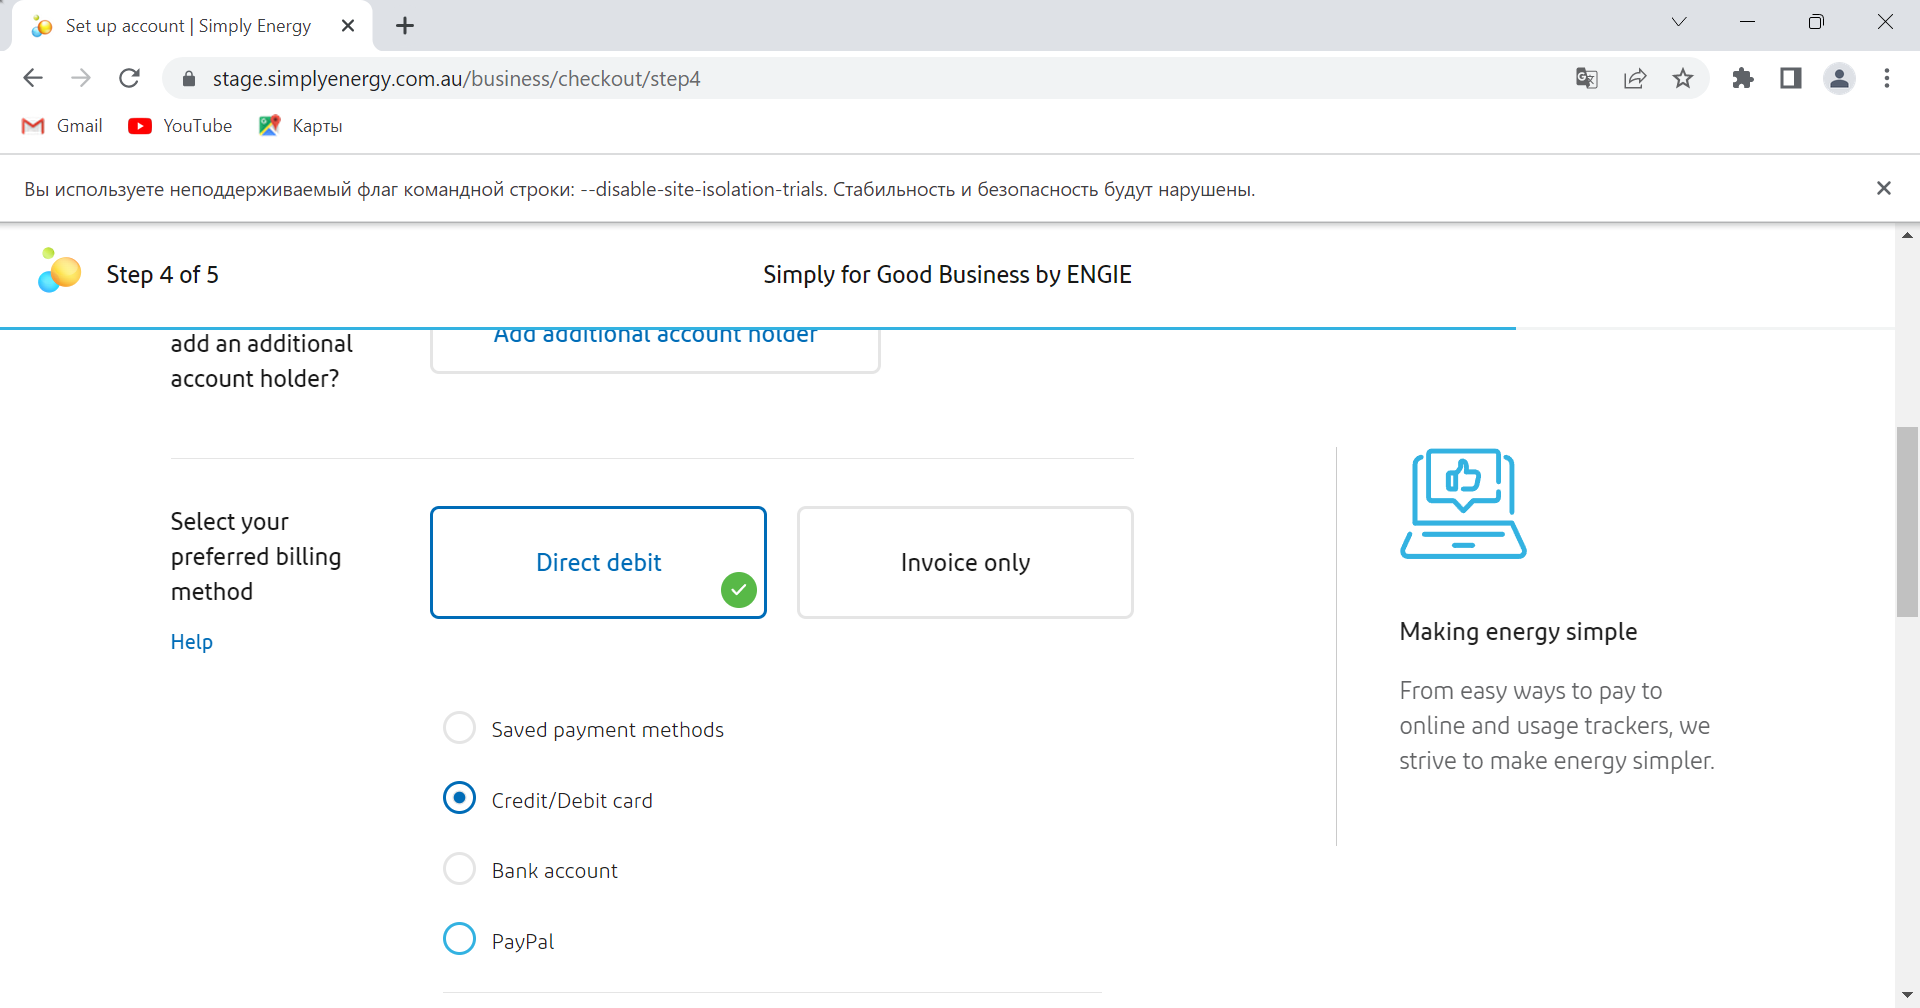 Set up account | Simply Energy
stage.simplyenergy.com.au/business/checkout/step4
Gmail
YouTube
Карты
Вы используете неподдерживаемый флаг командной строки: --disable-site-isolation-trials. Стабильность и безопасность будут нарушены.
Step 4 of 5
Simply for Good Business by ENGIE
add an additional
account holder?
Add additional account holder
Select your
preferred billing
method
Help
Direct debit
Invoice only
Saved payment methods
Credit/Debit card
Bank account
PayPal
Making energy simple
From easy ways to pay to
online and usage trackers, we
strive to make energy simpler.